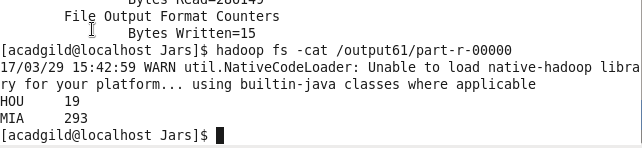 Bytes Read=286149
File Output Format Counters
Bytes Written=15
[acadgild@localhost Jars]$ hadoop fs -cat /output61/part-r-00000
17/03/29 15:42:59 WARN util.NativeCodeLoader: Unable to load native-hadoop libra
ry for your platform... using builtin-java classes where applicable
HOU     19
MIA     293
[acadgild@localhost Jars]$